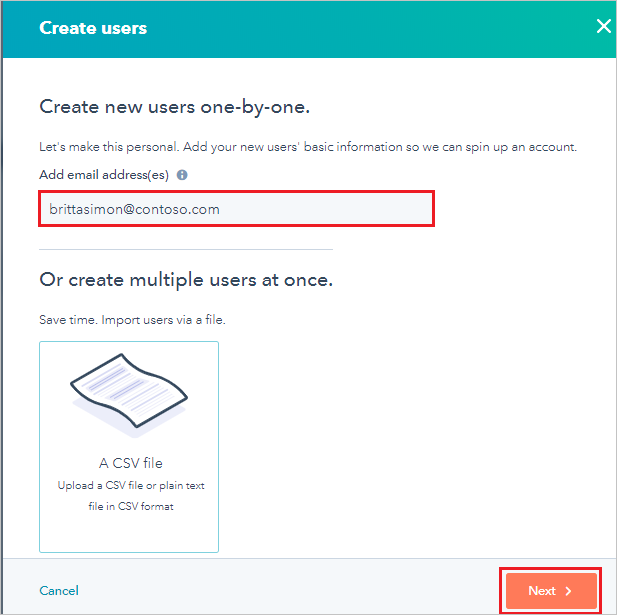 Create users
Create new users one-by-one.
Let's make this personal. Add your new users' basic information so we can spin up an account.
Add email address(es)
brittasimon@contoso.com
Or create multiple users at once.
Save time. Import users via a file.
A CSV file
Upload a CSV file or plain text
file in CSV format
Cancel
Next